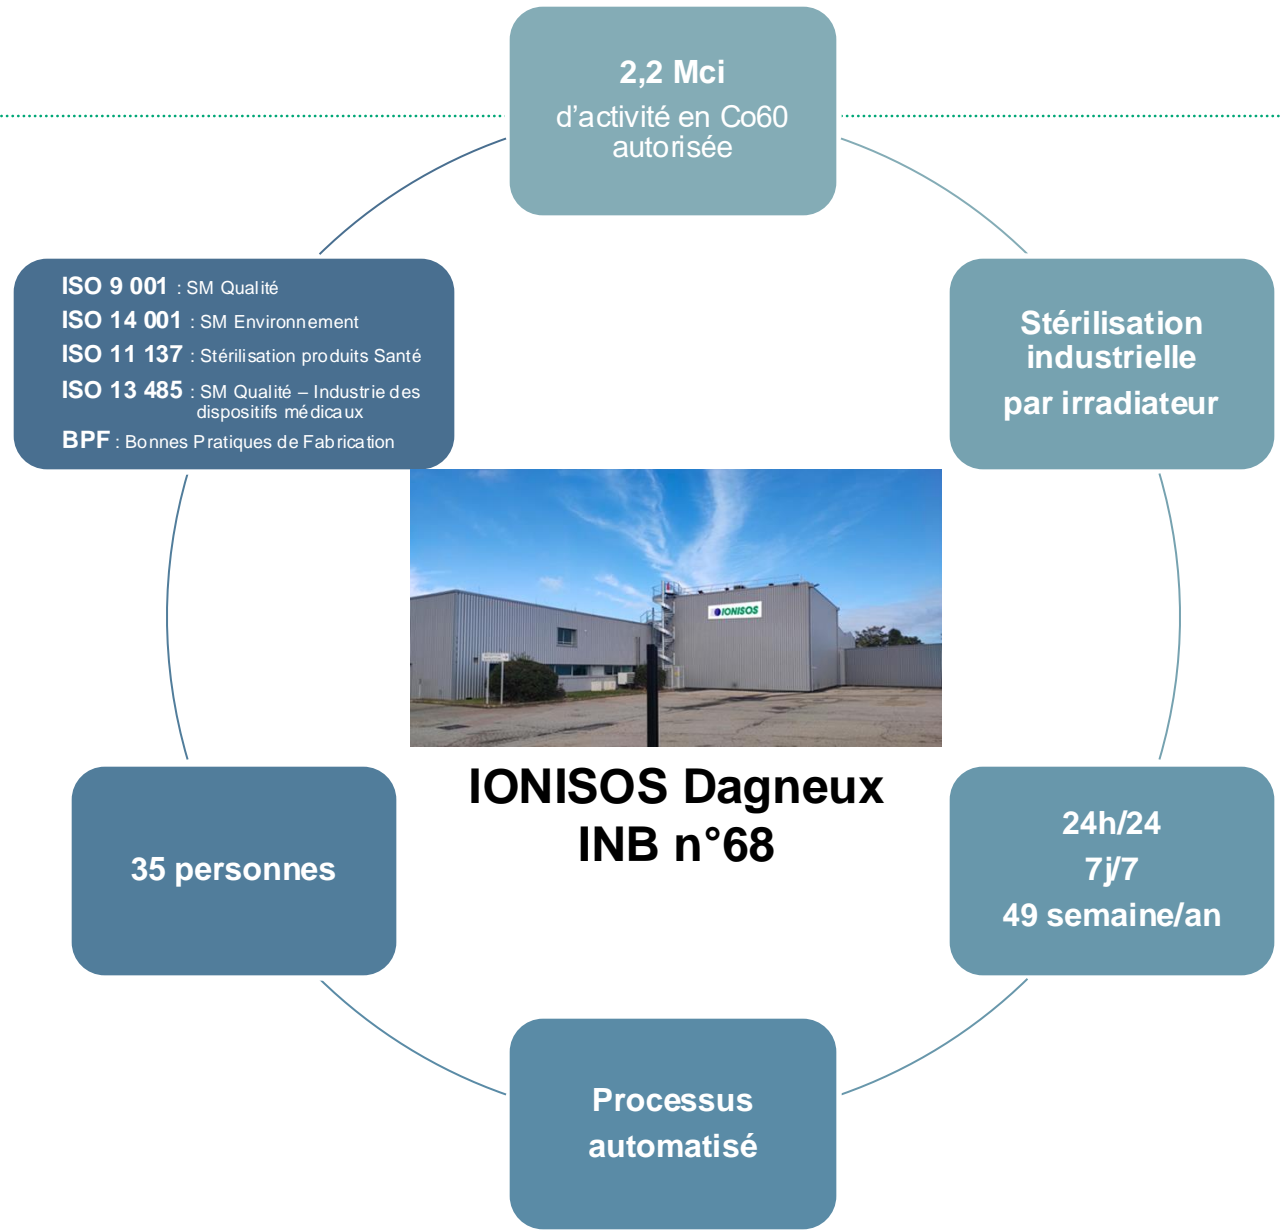 2,2 Mci
d’activité en Co60
autorisée
Stérilisation
industrielle
par irradiateur
24h/24
7j/7
49 semaine/an
Processus
automatisé
35 personnes
ISO 9 001 : SM Qualité
ISO 14 001 : SM Environnement
ISO 11 137 : Stérilisation produits Santé
ISO 13 485 : SM Qualité – Industrie des
dispositifs médicaux
BPF : Bonnes Pratiques de Fabrication
IONISOS
IONISOS Dagneux
INB n°68